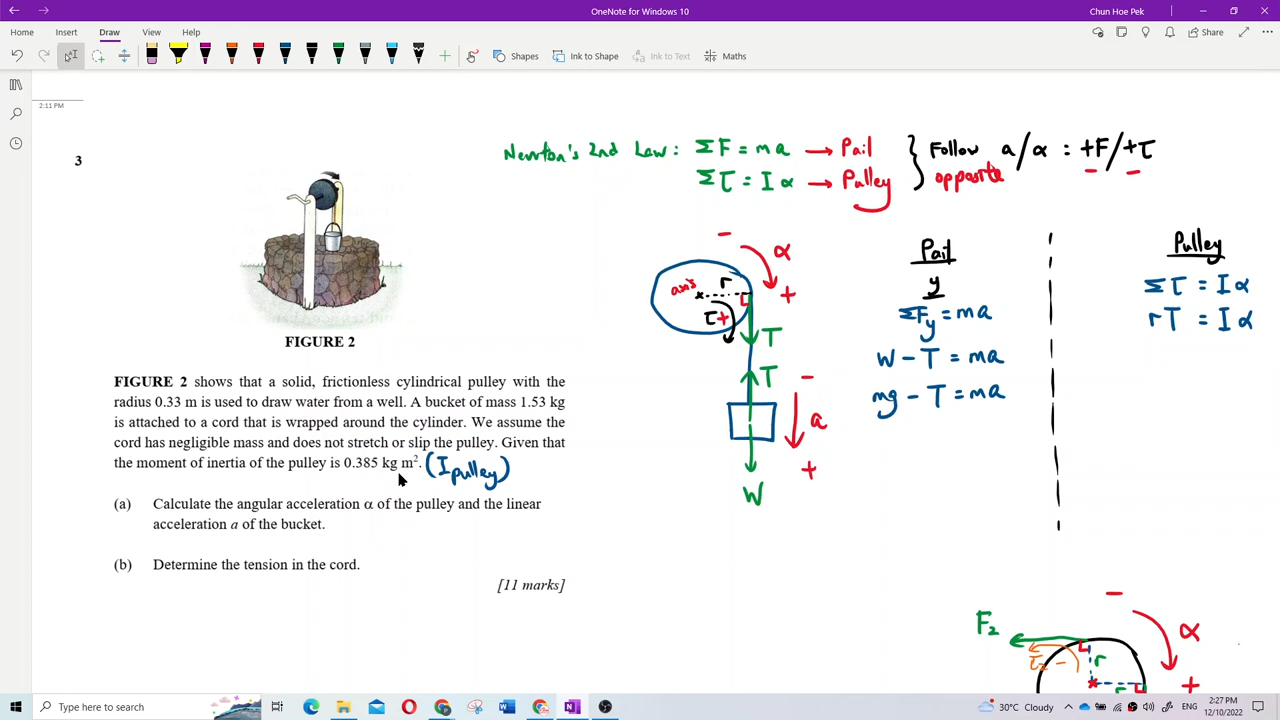 OneNote for Windows 10
Chun Hoe Pek
Home Insert Draw View Help
Share
Shapes Ink to Shape Ink to Text Maths
2:11 PM
3
Newton's 2nd Law : ΣF = ma → Pail } Follow a/α : +F/+τ
Στ = Iα → Pulley opposite - -
FIGURE 2
FIGURE 2 shows that a solid, frictionless cylindrical pulley with the
radius 0.33 m is used to draw water from a well. A bucket of mass 1.53 kg
is attached to a cord that is wrapped around the cylinder. We assume the
cord has negligible mass and does not stretch or slip the pulley. Given that
the moment of inertia of the pulley is 0.385 kg m². (I pulley)
(a) Calculate the angular acceleration α of the pulley and the linear
acceleration a of the bucket.
(b) Determine the tension in the cord.
[11 marks]
- α +
axis r
τ +
T
T -
a
+
W
Pail
y
ΣFy = ma
W - T = ma
mg - T = ma
Pulley
Στ = Iα
rT = Iα
- α +
F2
τ2 -
r
r
Type here to search
30°C Cloudy
ENG
2:27 PM
12/10/2022